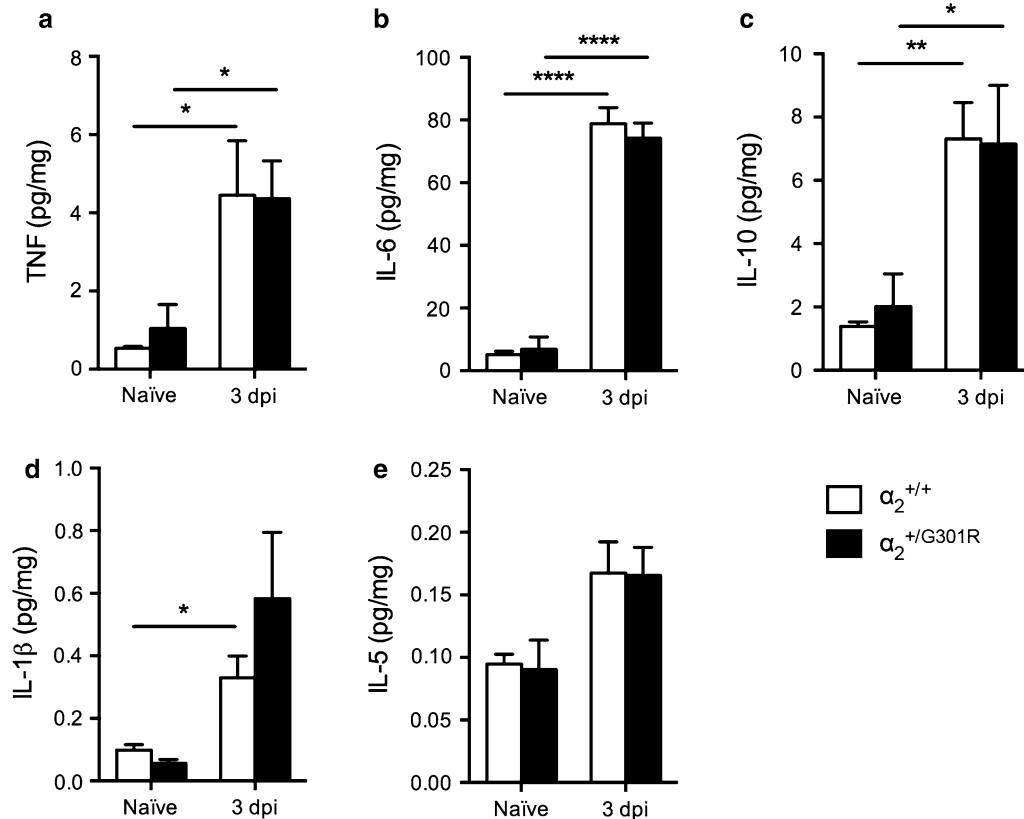 a
TNF (pg/mg)
8
6
4
2
0
*
*
Naïve
3 dpi
b
IL-6 (pg/mg)
100
80
60
40
20
0
****
****
Naïve
3 dpi
c
IL-10 (pg/mg)
10
8
6
4
2
0
*
**
Naïve
3 dpi
d
IL-1β (pg/mg)
1.0
0.8
0.6
0.4
0.2
0.0
*
Naïve
3 dpi
e
IL-5 (pg/mg)
0.25
0.20
0.15
0.10
0.05
0.00
Naïve
3 dpi
α₂⁺/⁺
α₂⁺/G301R